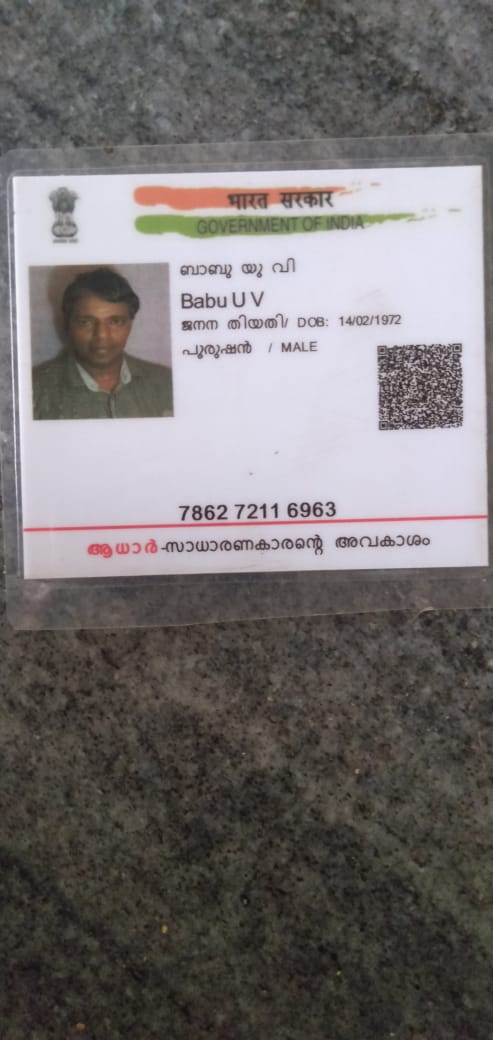 भारत सरकार
GOVERNMENT OF INDIA
ബാബു യു വി
Babu U V
ജനന തിയതി/ DOB: 14/02/1972
പുരുഷൻ / MALE
7862 7211 6963
ആധാർ-സാധാരണകാരന്റെ അവകാശം